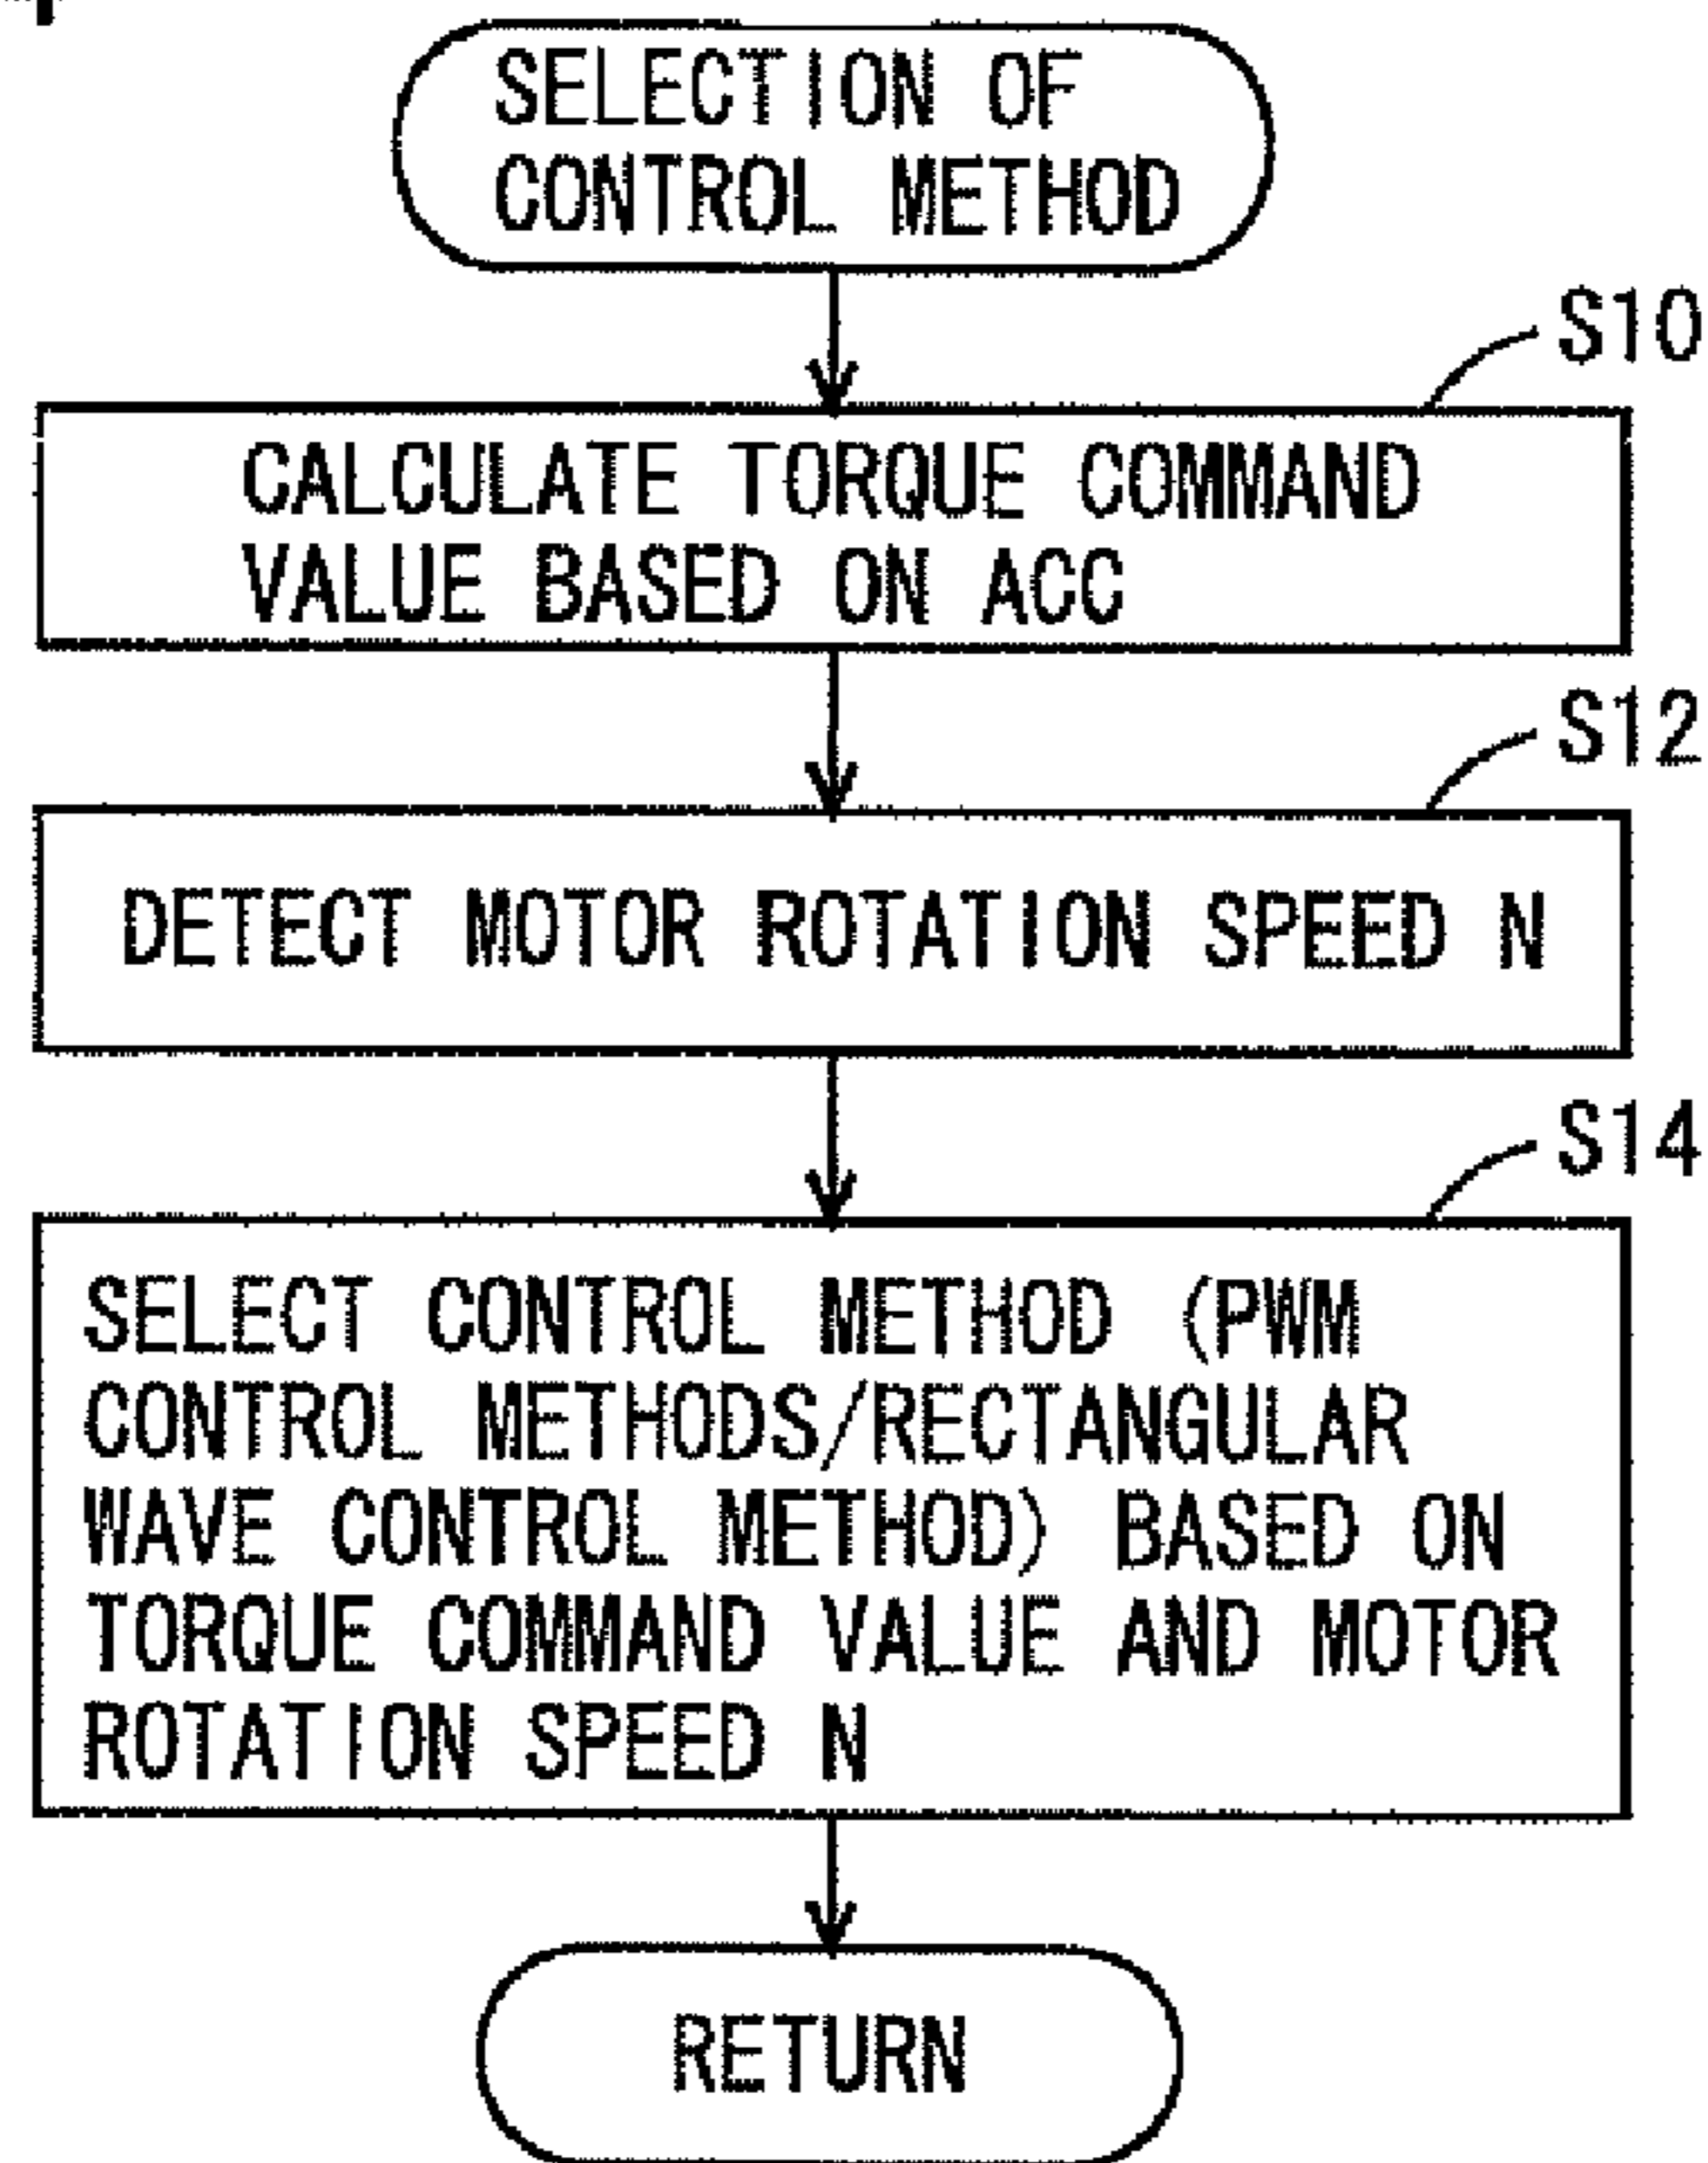 SELECTION OF
CONTROL METHOD
S10
CALCULATE TORQUE COMMAND
VALUE BASED ON ACC
S12
DETECT MOTOR ROTATION SPEED N
S14
SELECT CONTROL METHOD (PWM
CONTROL METHODS/RECTANGULAR
WAVE CONTROL METHOD) BASED ON
TORQUE COMMAND VALUE AND MOTOR
ROTATION SPEED N
RETURN